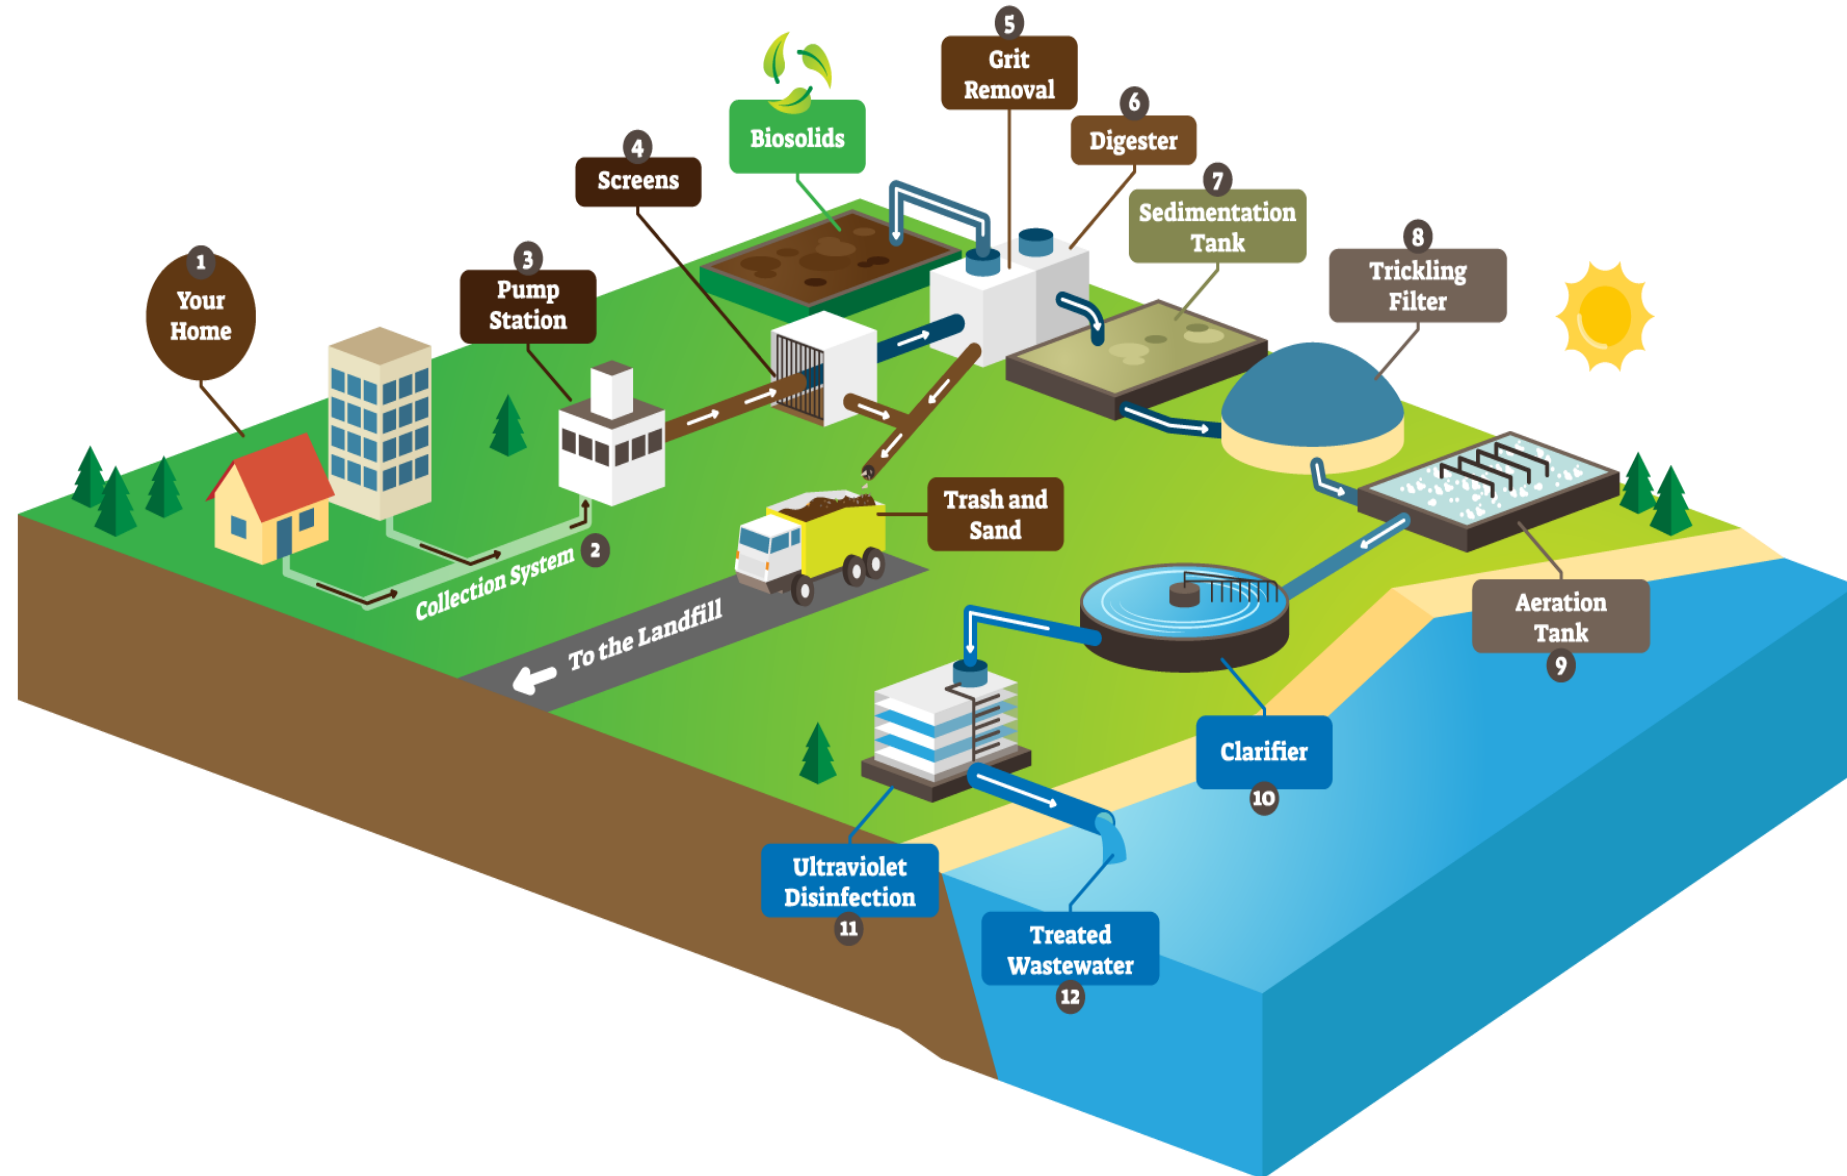 1
Your
Home
Collection System
2
3
Pump
Station
4
Screens
Biosolids
5
Grit
Removal
6
Digester
7
Sedimentation
Tank
8
Trickling
Filter
Aeration
Tank
9
Clarifier
10
Ultraviolet
Disinfection
11
Treated
Wastewater
12
Trash and
Sand
To the Landfill